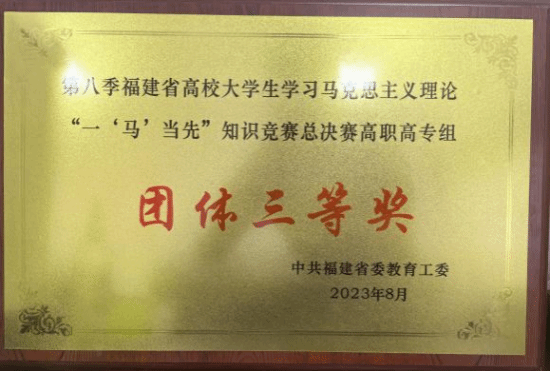 第八季福建省高校大学生学习马克思主义理论
“一‘马’当先”知识竞赛总决赛高职高专组
团体三等奖
中共福建省委教育工委
2023年8月